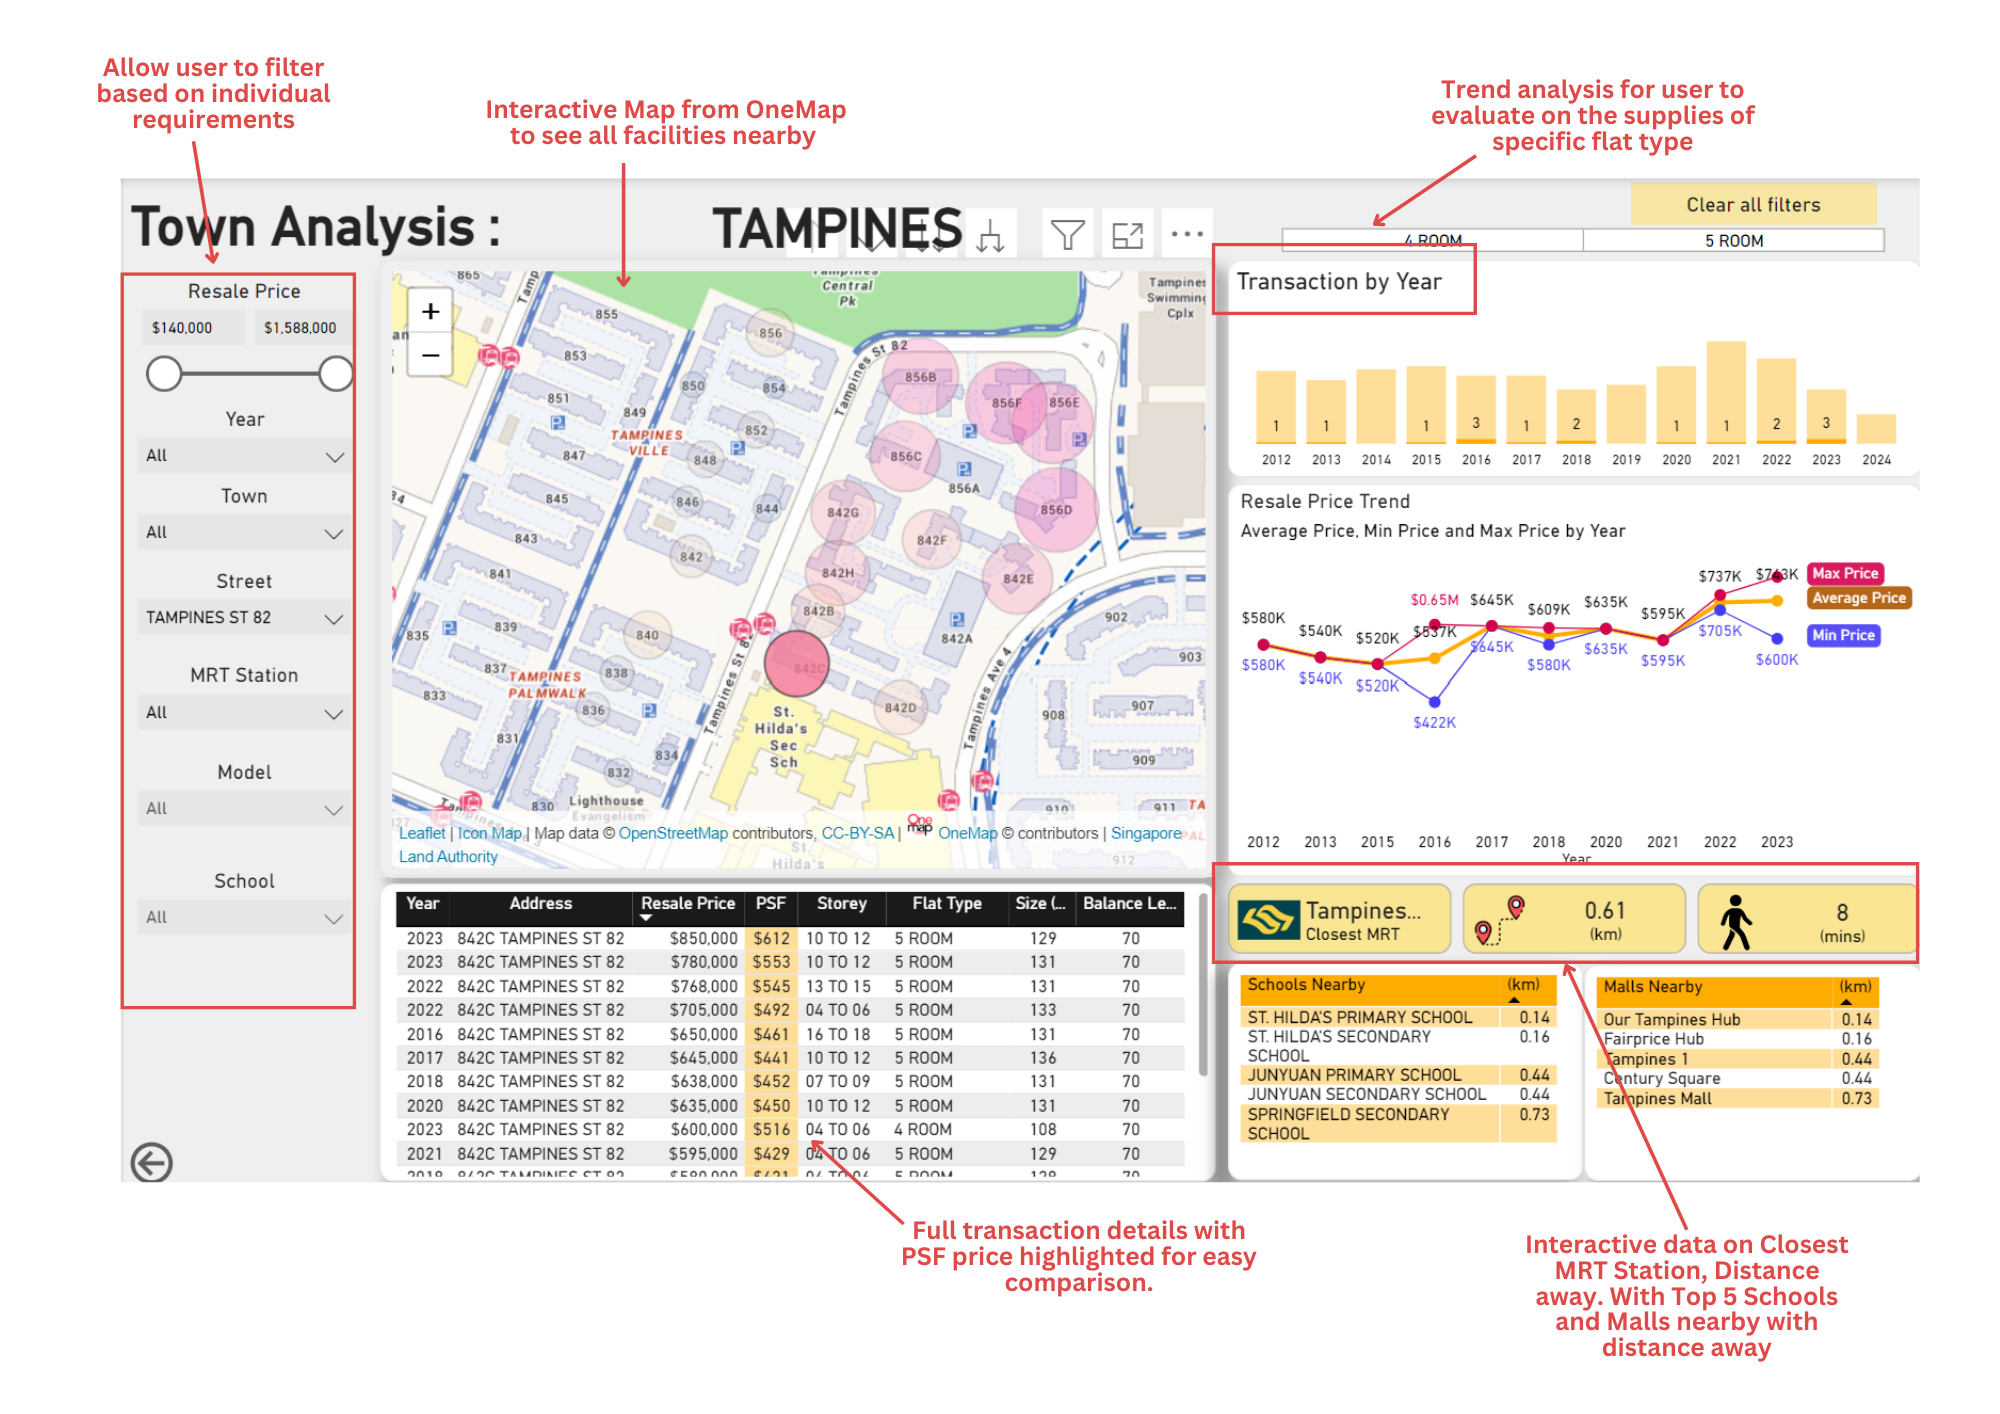 Allow user to filter
based on individual
requirements
Interactive Map from OneMap
to see all facilities nearby
Trend analysis for user to
evaluate on the supplies of
specific flat type
Town Analysis :
TAMPINES
Clear all filters
4 ROOM
5 ROOM
Resale Price
$140,000
$1,588,000
Year
All
Town
All
Street
TAMPINES ST 82
MRT Station
All
Model
All
School
All
865
Tamp
Tampines
Central
Pk
Tampines
Swimming
Cplx
an
855
856
853
Tampines St 82
856B
850
854
851
849
856F
856E
TAMPINES
VILLE
852
847
848
856C
856A
34
845
846
844
842G
856D
843
842
842F
841
842H
842E
842B
835
839
840
842A
902
903
837
TAMPINES
PALMWALK
838
842C
Tampines St 8
Tampines Ave 4
833
836
842D
908
907
831
St.
Hilda's
Sec
Sch
834
832
909
830
Lighthouse
Evangelism
910
911
TA
Leaflet | Icon Map | Map data © OpenStreetMap contributors, CC-BY-SA | One map OneMap © contributors | Singapore
Land Authority
St.
Hilda's
912
Transaction by Year
1
1
1
3
1
2
1
1
2
3
2012 2013 2014 2015 2016 2017 2018 2019 2020 2021 2022 2023 2024
Resale Price Trend
Average Price, Min Price and Max Price by Year
$580K
$540K
$520K
$0.65M
$537K
$645K
$609K
$635K
$595K
$737K
$743K
Max Price
Average Price
Min Price
$580K
$540K
$520K
$422K
$645K
$580K
$635K
$595K
$705K
$600K
2012 2013 2015 2016 2017 2018 2020 2021 2022 2023
Year
Tampines...
Closest MRT
0.61
(km)
8
(mins)
Year Address Resale Price PSF Storey Flat Type Size (... Balance Le...
2023 842C TAMPINES ST 82 $850,000 $612 10 TO 12 5 ROOM 129 70
2023 842C TAMPINES ST 82 $780,000 $553 10 TO 12 5 ROOM 131 70
2022 842C TAMPINES ST 82 $768,000 $545 13 TO 15 5 ROOM 131 70
2022 842C TAMPINES ST 82 $705,000 $492 04 TO 06 5 ROOM 133 70
2016 842C TAMPINES ST 82 $650,000 $461 16 TO 18 5 ROOM 131 70
2017 842C TAMPINES ST 82 $645,000 $441 10 TO 12 5 ROOM 136 70
2018 842C TAMPINES ST 82 $638,000 $452 07 TO 09 5 ROOM 131 70
2020 842C TAMPINES ST 82 $635,000 $450 10 TO 12 5 ROOM 131 70
2023 842C TAMPINES ST 82 $600,000 $516 04 TO 06 4 ROOM 108 70
2021 842C TAMPINES ST 82 $595,000 $429 04 TO 06 5 ROOM 129 70
Schools Nearby (km)
ST. HILDA'S PRIMARY SCHOOL 0.14
ST. HILDA'S SECONDARY 0.16
SCHOOL
JUNYUAN PRIMARY SCHOOL 0.44
JUNYUAN SECONDARY SCHOOL 0.44
SPRINGFIELD SECONDARY 0.73
SCHOOL
Malls Nearby (km)
Our Tampines Hub 0.14
Fairprice Hub 0.16
Tampines 1 0.44
Century Square 0.44
Tampines Mall 0.73
Full transaction details with
PSF price highlighted for easy
comparison.
Interactive data on Closest
MRT Station, Distance
away. With Top 5 Schools
and Malls nearby with
distance away